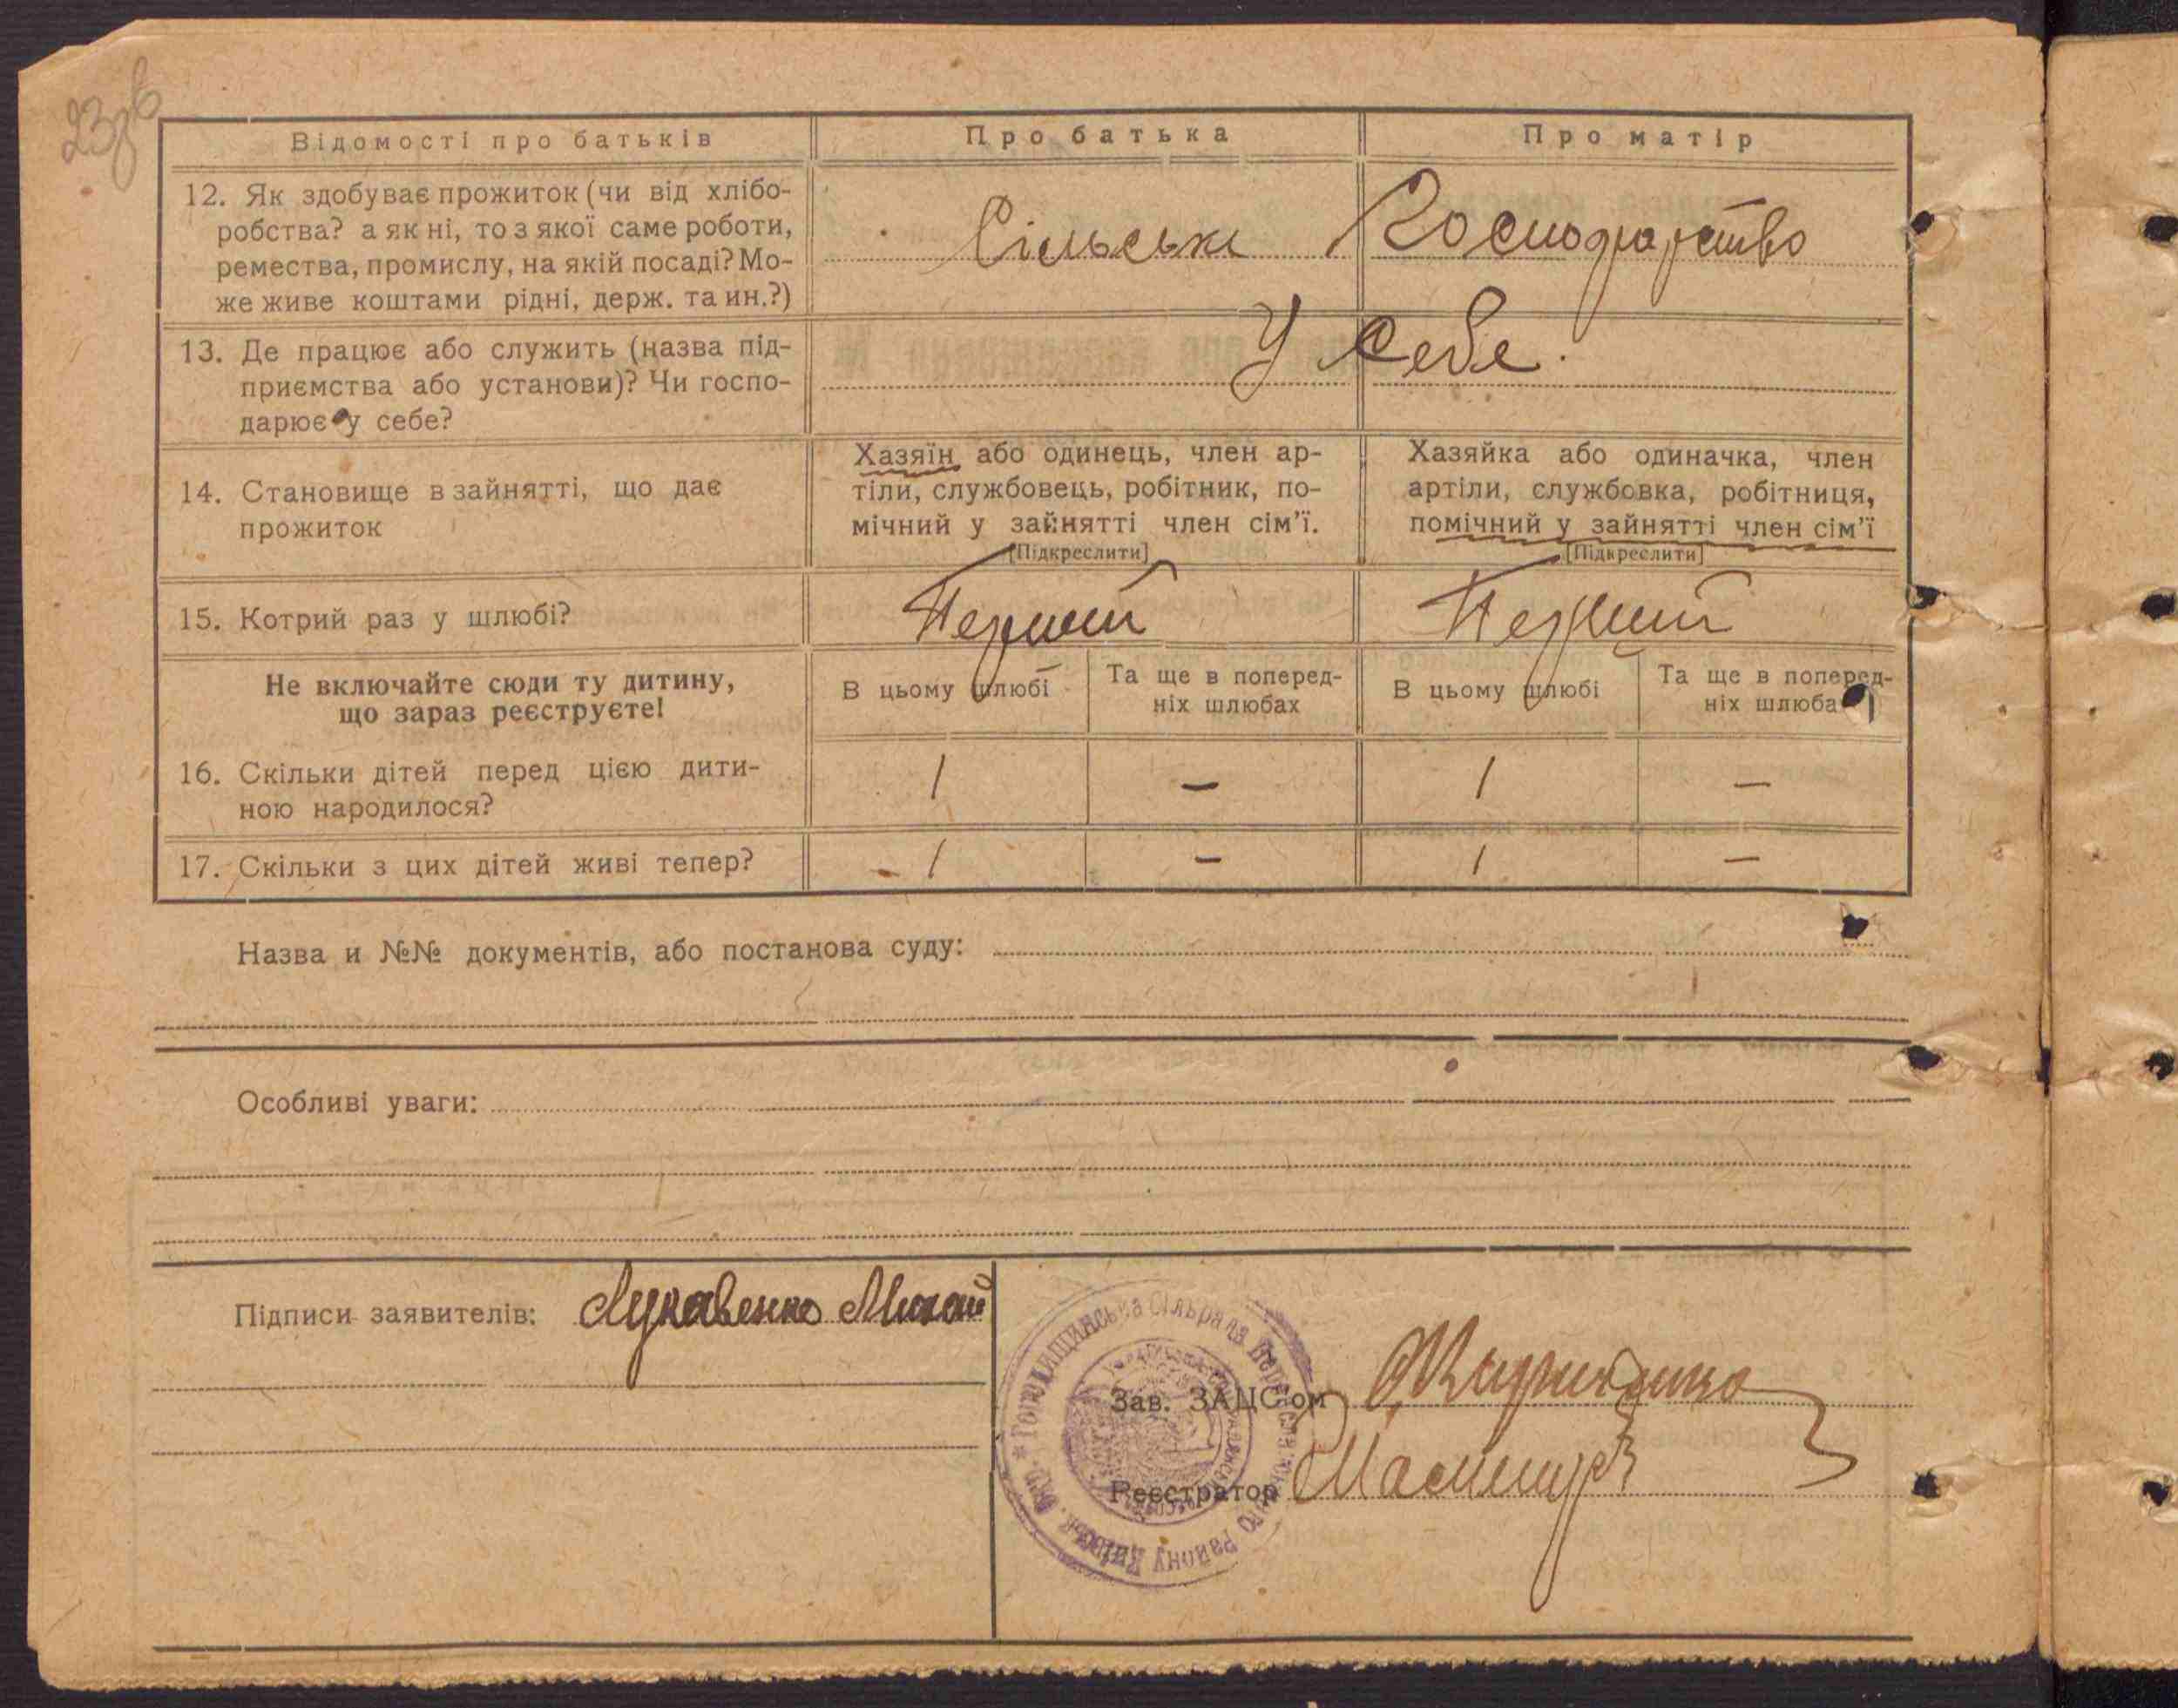 23зв
Відомості про батьків
Про батька
Про матір
12. Як здобуває прожиток (чи від хлібо-
робства? а як ні, то з якої саме роботи,
ремества, промислу, на якій посаді? Мо-
же живе коштами рідні, держ. та ин.?)
Сільське Господарство
13. Де працює або служить (назва під-
приємства або установи)? Чи госпо-
дарює у себе?
У себе.
14. Становище в зайнятті, що дає
прожиток
Хазяїн або одинець, член ар-
тіли, службовець, робітник, по-
мічний у зайнятті член сім'ї.
[Підкреслити]
Хазяйка або одиначка, член
артіли, службовка, робітниця,
помічний у зайнятті член сім'ї
[Підкреслити]
15. Котрий раз у шлюбі?
Перший
Перший
Не включайте сюди ту дитину,
що зараз реєструєте!
В цьому шлюбі
Та ще в поперед-
ніх шлюбах
В цьому шлюбі
Та ще в поперед-
ніх шлюба
16. Скільки дітей перед цією дити-
ною народилося?
1 — 1 —
17. Скільки з цих дітей живі тепер?
1 — 1 —
Назва и №№ документів, або постанова суду:
Особливі уваги:
Підписи заявителів:
Зав. ЗАЦС'ом
Реєстратор
Сільрада
району